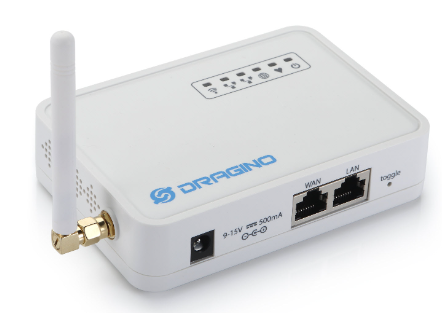 DRAGINO
WAN
LAN
9-15V ⎓ 500mA
toggle